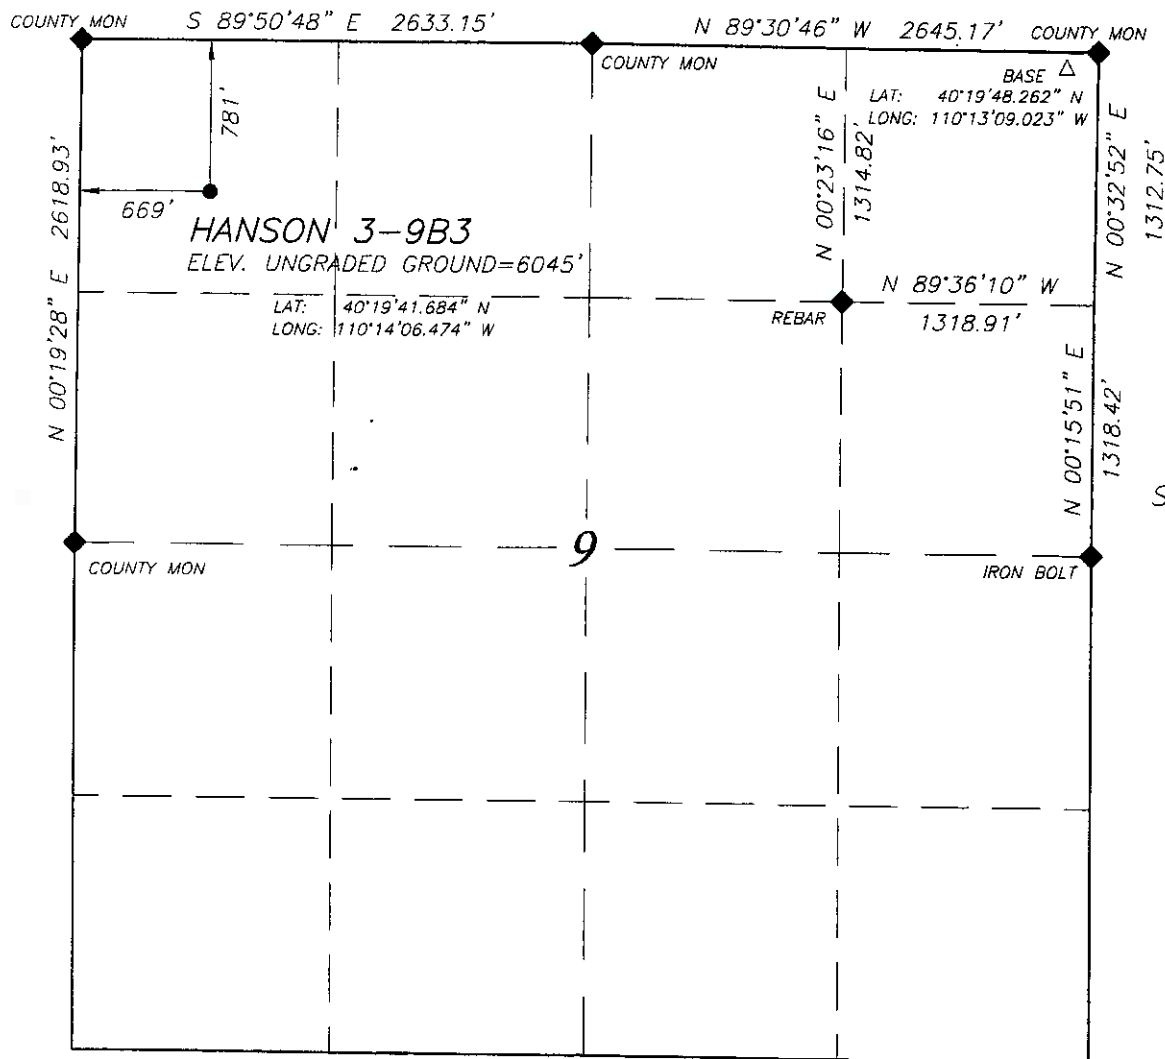 COUNTY MON
S 89°50'48" E 2633.15'
N 89°30'46" W 2645.17'
COUNTY MON
COUNTY MON
BASE △
LAT: 40°19'48.262" N
LONG: 110°13'09.023" W
781'
669'
N 00°19'28" E 2618.93'
N 00°23'16" E
1314.82'
N 00°32'52" E
1312.75'
HANSON 3-9B3
ELEV. UNGRADED GROUND=6045'
LAT: 40°19'41.684" N
LONG: 110°14'06.474" W
REBAR
N 89°36'10" W
1318.91'
N 00°15'51" E
1318.42'
S
9
COUNTY MON
IRON BOLT